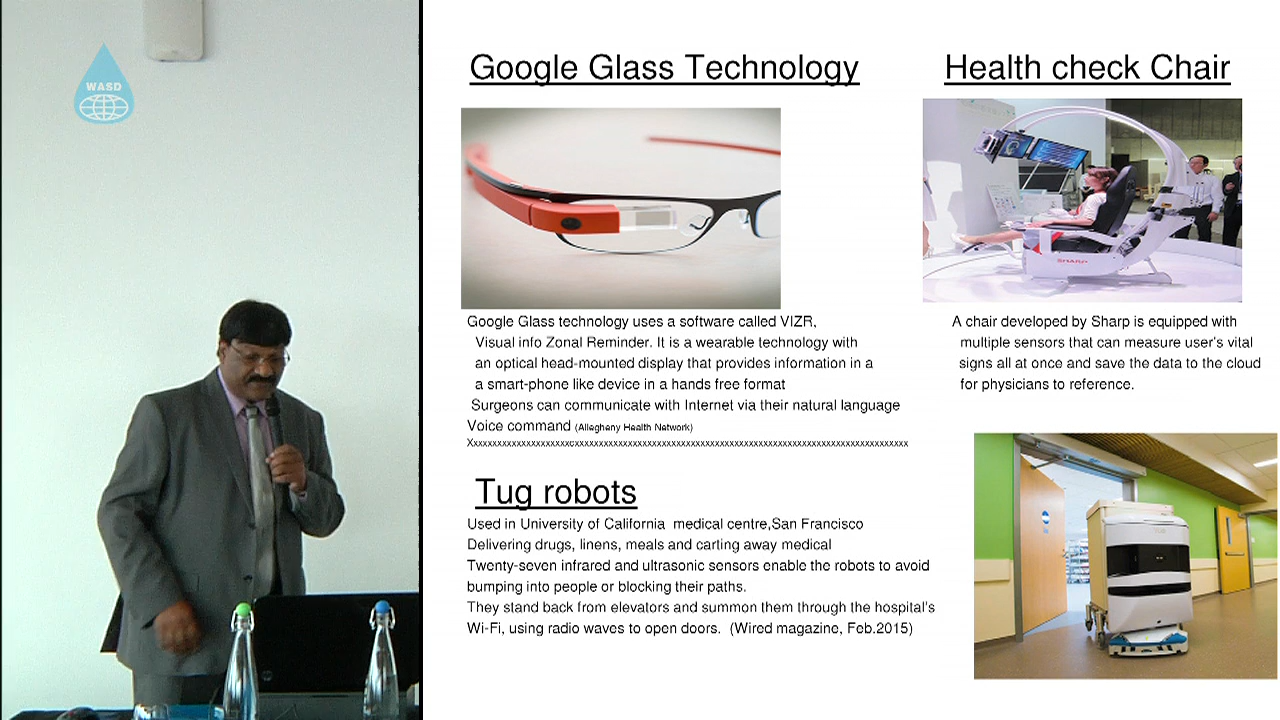 WASD
Google Glass Technology
Google Glass technology uses a software called VIZR,
Visual info Zonal Reminder. It is a wearable technology with
an optical head-mounted display that provides information in a
a smart-phone like device in a hands free format
Surgeons can communicate with Internet via their natural language
Voice command (Allegheny Health Network)
Health check Chair
SHARP
A chair developed by Sharp is equipped with
multiple sensors that can measure user's vital
signs all at once and save the data to the cloud
for physicians to reference.
Tug robots
Used in University of California medical centre,San Francisco
Delivering drugs, linens, meals and carting away medical
Twenty-seven infrared and ultrasonic sensors enable the robots to avoid
bumping into people or blocking their paths.
They stand back from elevators and summon them through the hospital's
Wi-Fi, using radio waves to open doors. (Wired magazine, Feb.2015)